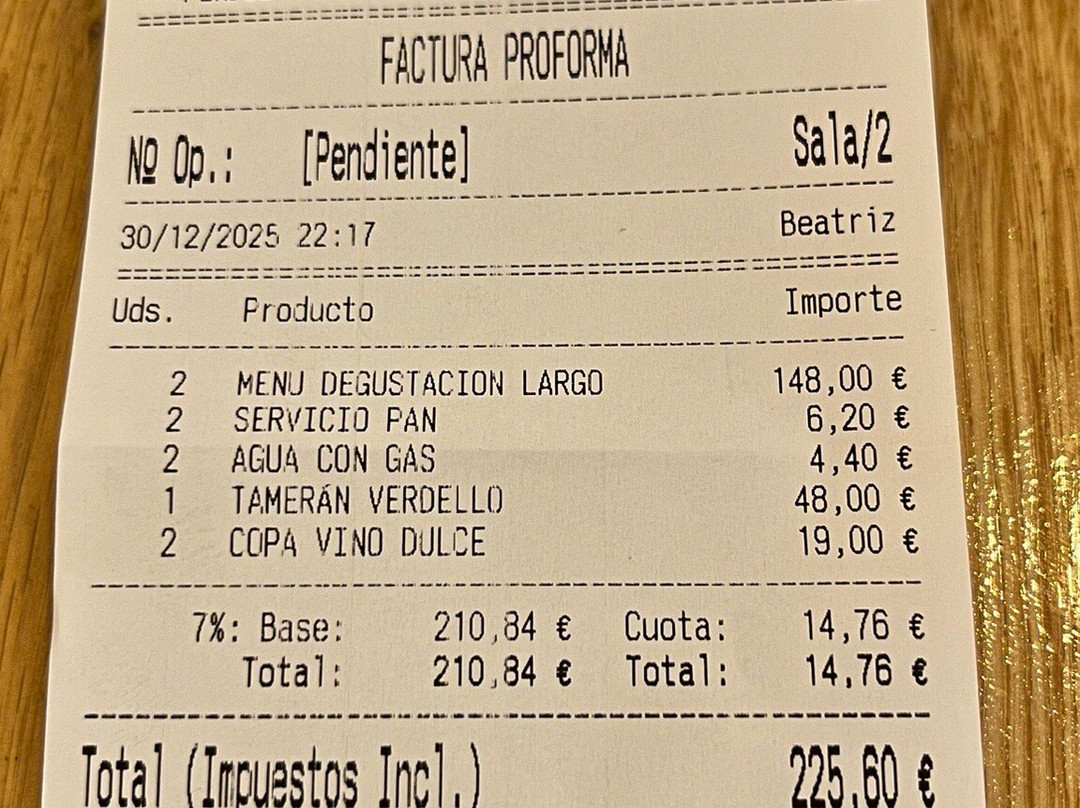 FACTURA PROFORMA
Nº Op.: [Pendiente] Sala/2
30/12/2025 22:17 Beatriz
Uds. Producto Importe
2 MENU DEGUSTACION LARGO 148,00 €
2 SERVICIO PAN 6,20 €
2 AGUA CON GAS 4,40 €
1 TAMERÁN VERDELLO 48,00 €
2 COPA VINO DULCE 19,00 €
7%: Base: 210,84 € Cuota: 14,76 €
Total: 210,84 € Total: 14,76 €
Total (Impuestos Incl.) 225,60 €